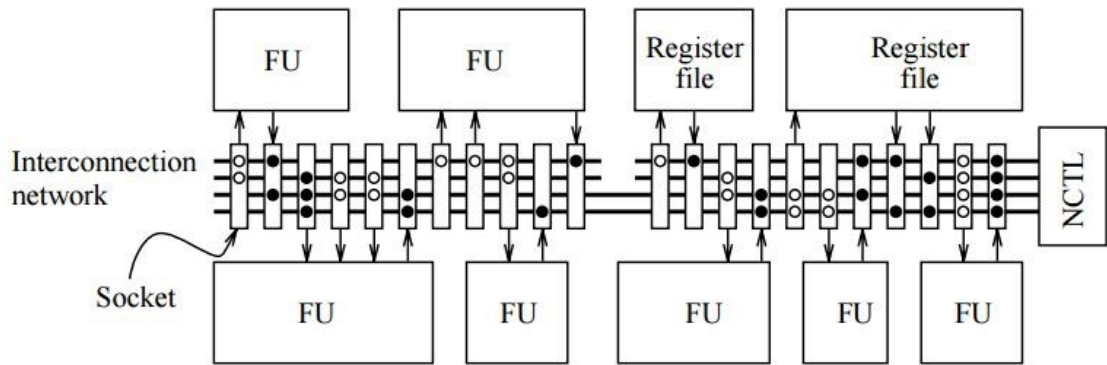 FU
FU
Register
file
Register
file
Interconnection
network
NCTL
Socket
FU
FU
FU
FU
FU